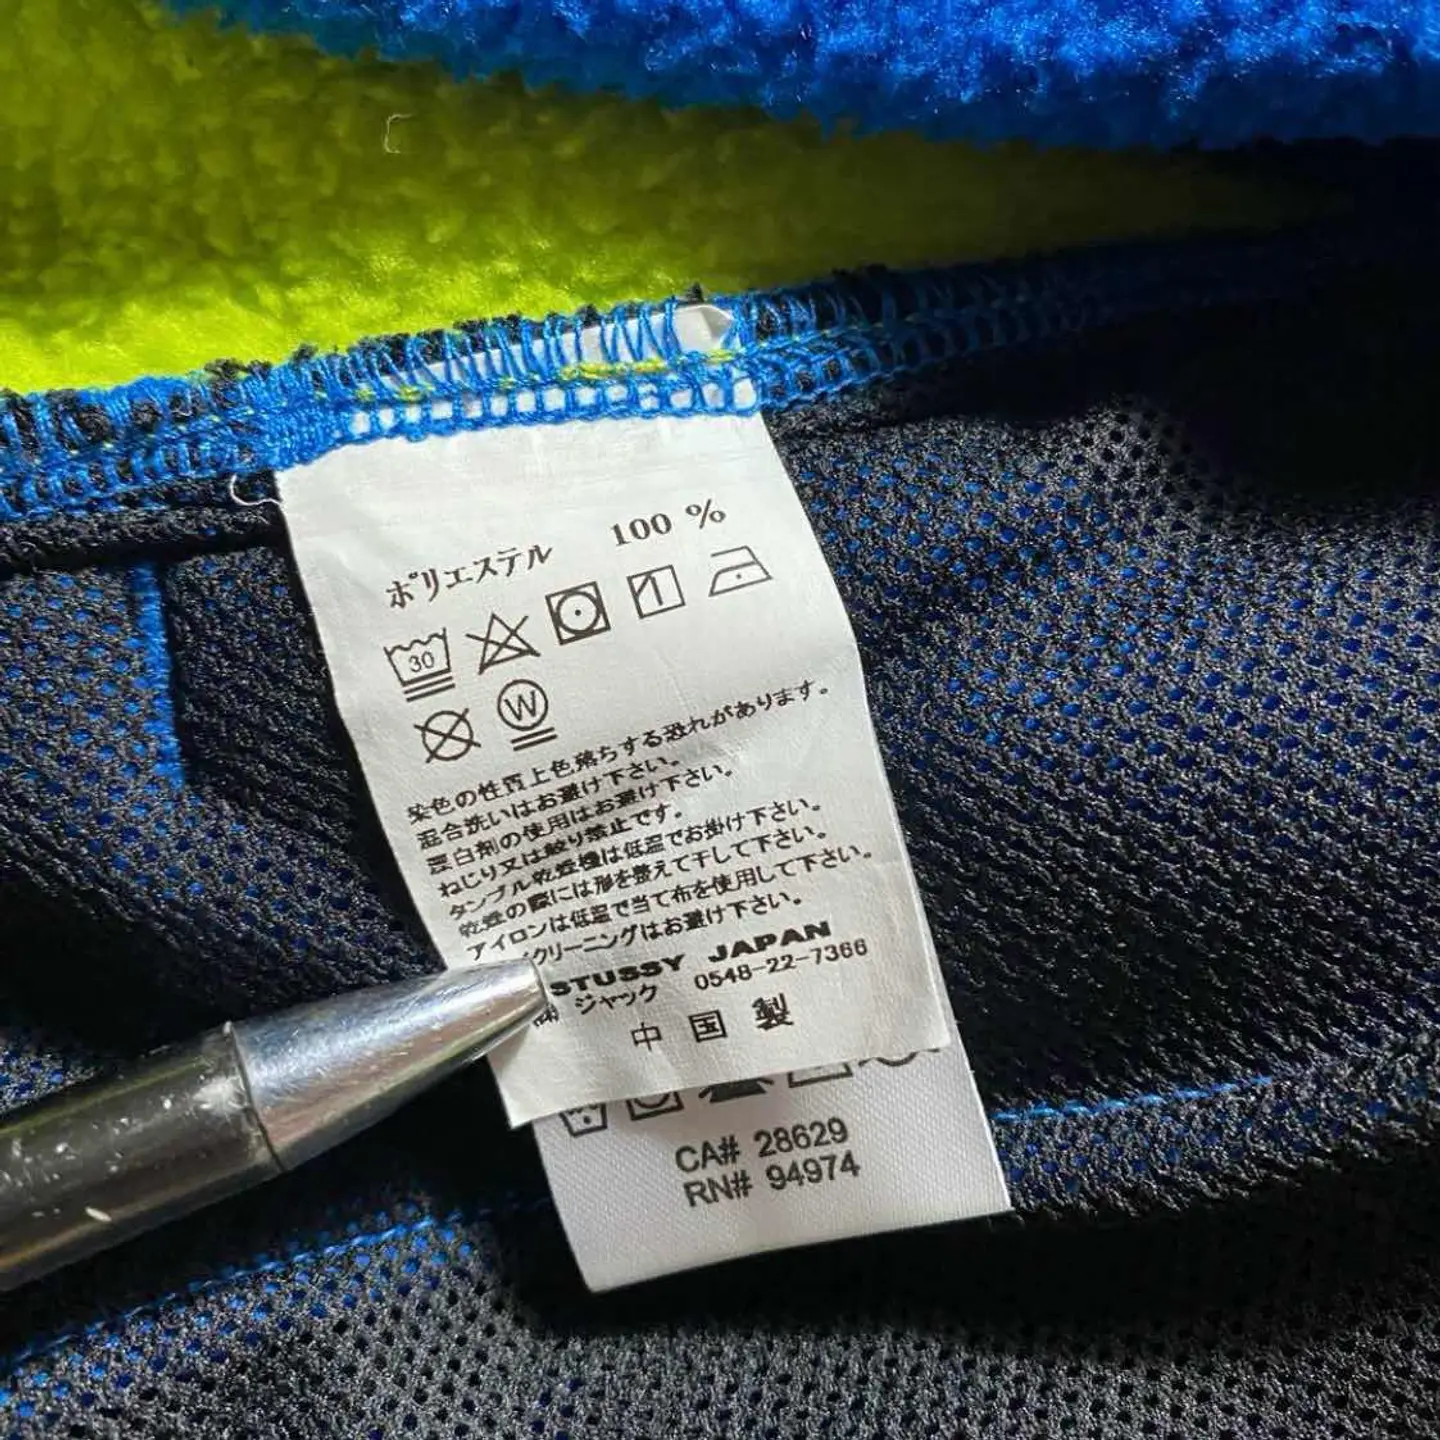 ポリエステル 100 %
30
W
染色の性質上色落ちする恐れがあります。
混合洗いはお避け下さい。
漂白剤の使用はお避け下さい。
ねじり又は絞り禁止です。
タンブル乾燥機は低温でお掛け下さい。
乾燥の際には形を整えて干して下さい。
アイロンは低温で当て布を使用して下さい。
クリーニングはお避け下さい。
STUSSY JAPAN
ジャック 0548-22-7366
中国製
CA# 28629
RN# 94974